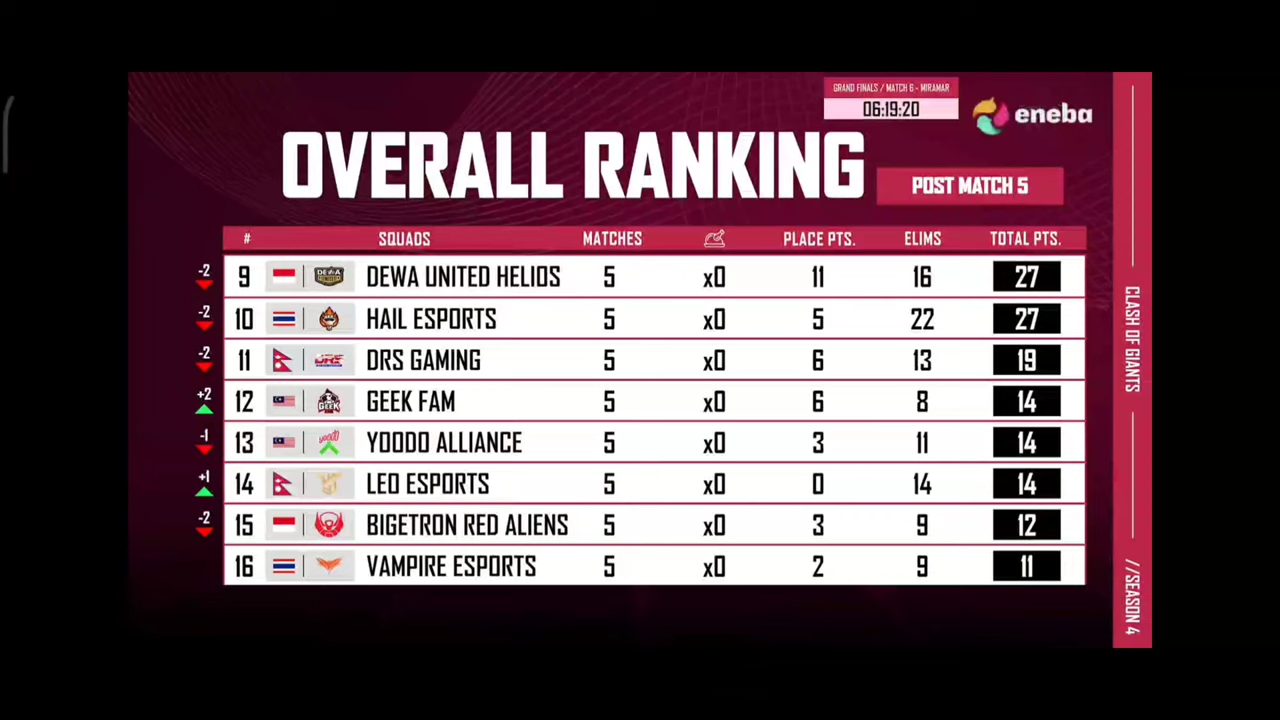 GRAND FINALS / MATCH 6 - MIRAMAR
06:19:20
eneba
OVERALL RANKING
POST MATCH 5
# SQUADS MATCHES PLACE PTS. ELIMS TOTAL PTS.
-2 9 DEWA UNITED HELIOS 5 x0 11 16 27
-2 10 HAIL ESPORTS 5 x0 5 22 27
-2 11 DRS GAMING 5 x0 6 13 19
+2 12 GEEK FAM 5 x0 6 8 14
-1 13 YOODO ALLIANCE 5 x0 3 11 14
+1 14 LEO ESPORTS 5 x0 0 14 14
-2 15 BIGETRON RED ALIENS 5 x0 3 9 12
16 VAMPIRE ESPORTS 5 x0 2 9 11
CLASH OF GIANTS
//SEASON 4